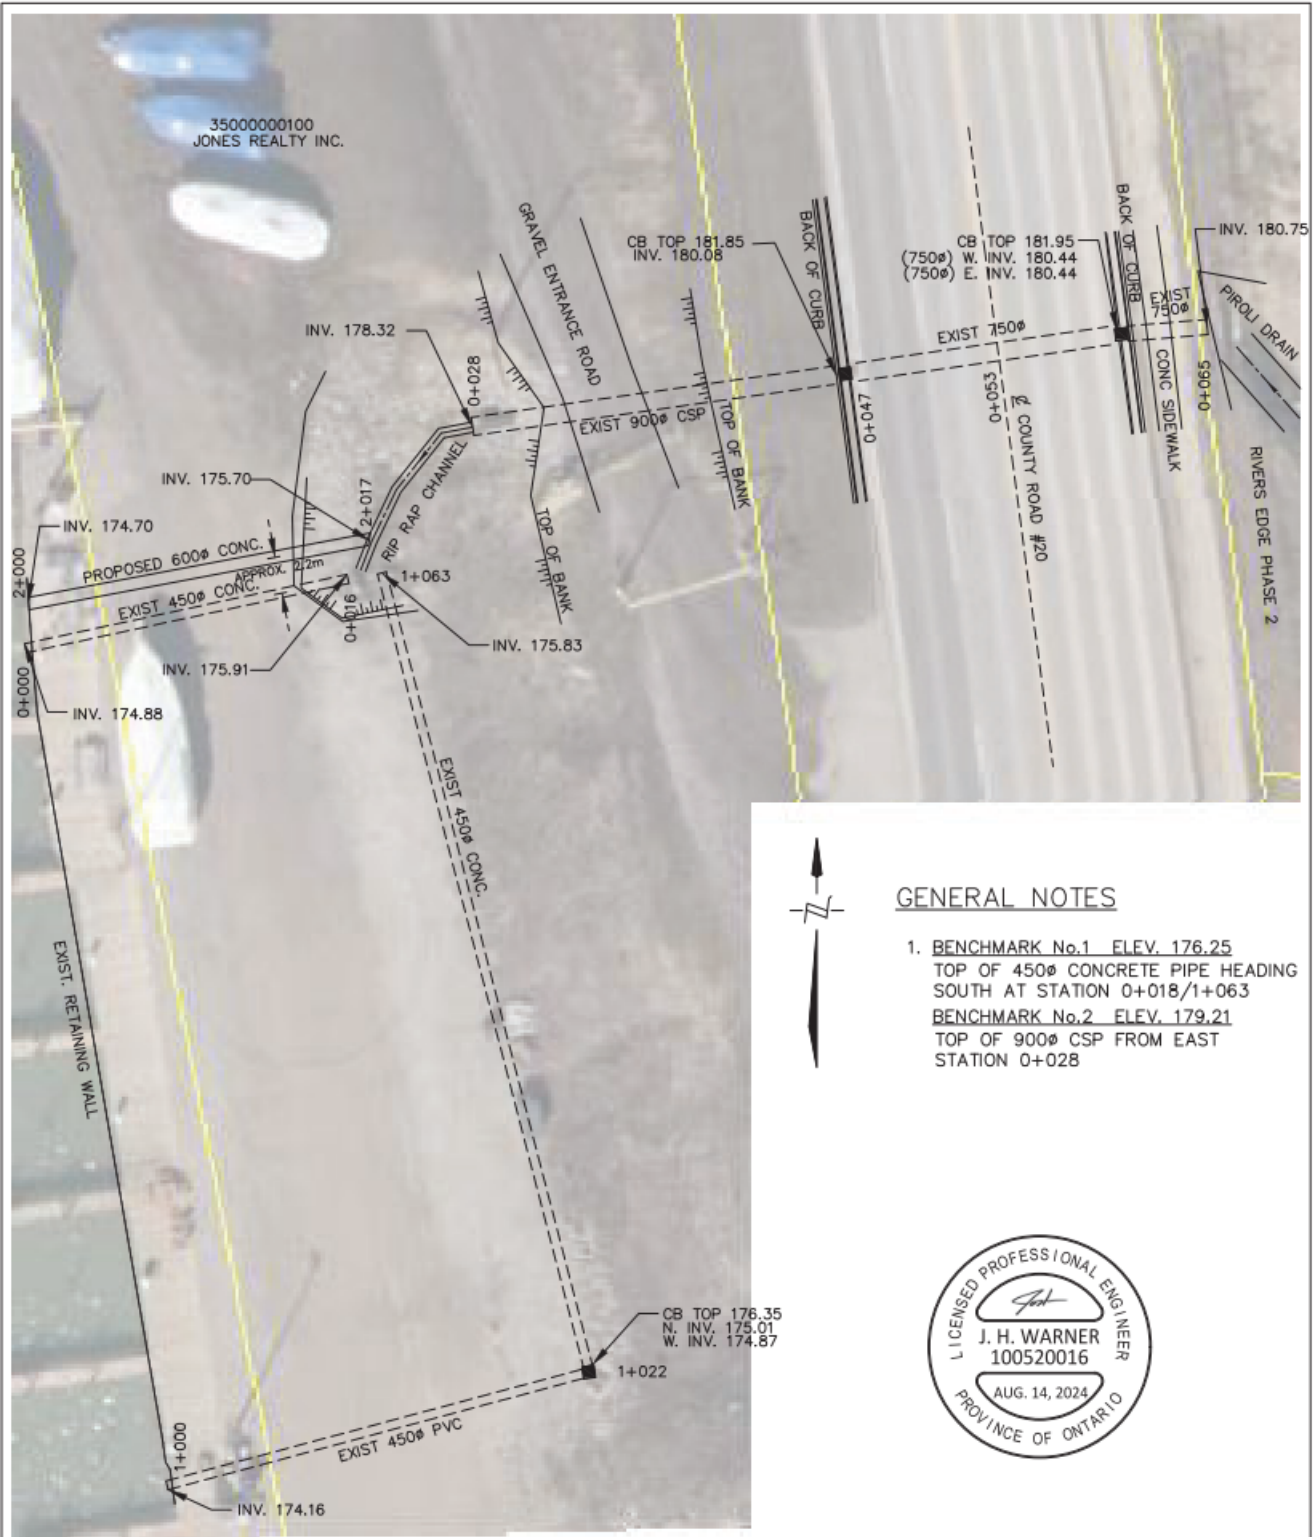 35000000100
JONES REALTY INC.
GRAVEL ENTRANCE ROAD
CB TOP 181.85
INV. 180.08
BACK OF CURB
CB TOP 181.95
(750ø) W. INV. 180.44
(750ø) E. INV. 180.44
BACK OF CURB
INV. 180.75
EXIST
750ø
PIROLI DRAIN
INV. 178.32
0+028
EXIST 750ø
EXIST 900ø CSP
TOP OF BANK
0+047
0+053
℄ COUNTY ROAD #20
CONC SIDEWALK
0+065
RIVERS EDGE PHASE 2
INV. 175.70
2+017
RIP RAP CHANNEL
TOP OF BANK
INV. 174.70
2+000
PROPOSED 600ø CONC.
APPROX. 2.2m
EXIST 450ø CONC.
1+063
0+016
INV. 175.83
INV. 175.91
0+000
INV. 174.88
EXIST 450ø CONC.
EXIST. RETAINING WALL
GENERAL NOTES
1. BENCHMARK No.1 ELEV. 176.25
TOP OF 450ø CONCRETE PIPE HEADING
SOUTH AT STATION 0+018/1+063
BENCHMARK No.2 ELEV. 179.21
TOP OF 900ø CSP FROM EAST
STATION 0+028
CB TOP 176.35
N. INV. 175.01
W. INV. 174.87
1+022
EXIST 450ø PVC
1+000
INV. 174.16
LICENSED PROFESSIONAL ENGINEER
J. H. WARNER
100520016
AUG. 14, 2024
PROVINCE OF ONTARIO